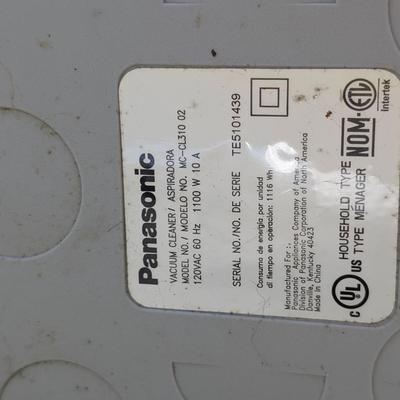 Panasonic
VACUUM CLEANER/ ASPIRADORA
MODEL NO./ MODELO NO. MC-CL310 02
120VAC 60 Hz 1100 W 10 A
SERIAL NO./NO. DE SERIE TE5101439
Consumo de energía por unidad
dl fiempo en operación: 1116 Wh
Manufactured For :.
Panasonic Appliances Company of America
Division of Panasonic Corporation of North America
Danville, Kentucky 40423
Made in China
HOUSEHOLD TYPE
TYPE MÉNAGER
C UL US
NOM-ETL
Intertek